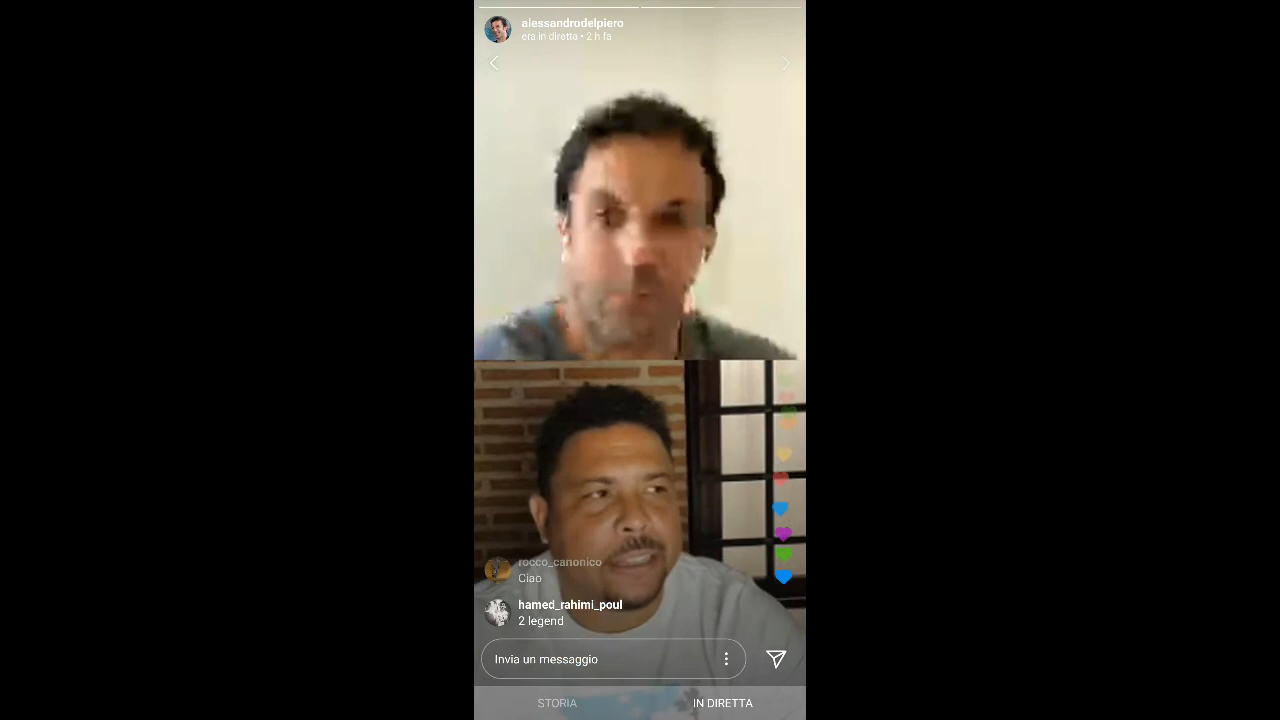 alessandrodelpiero
era in diretta • 2 h fa
rocco_canonico
Ciao
hamed_rahimi_poul
2 legend
Invia un messaggio
STORIA
IN DIRETTA